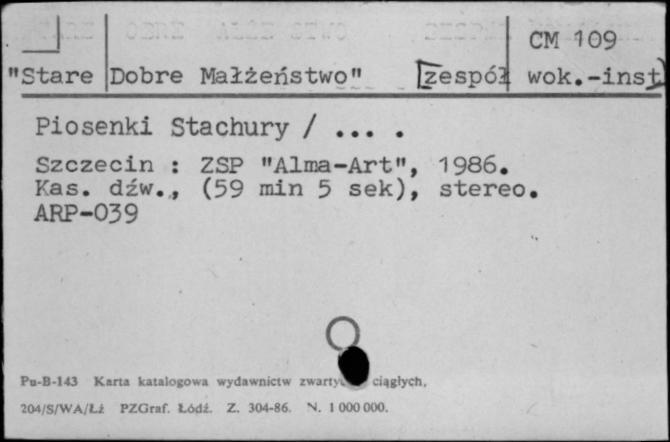 CM 109
"Stare Dobre Małżeństwo" [zespół wok.-inst]
Piosenki Stachury / ... .
Szczecin : ZSP "Alma-Art", 1986.
Kas. dźw., (59 min 5 sek), stereo.
ARP-039
Pu-B-143 Karta katalogowa wydawnictw ciągłych,
204/S/WA/Łż PZGraf. Łódź. Z. 304-86. N. 1 000 000.